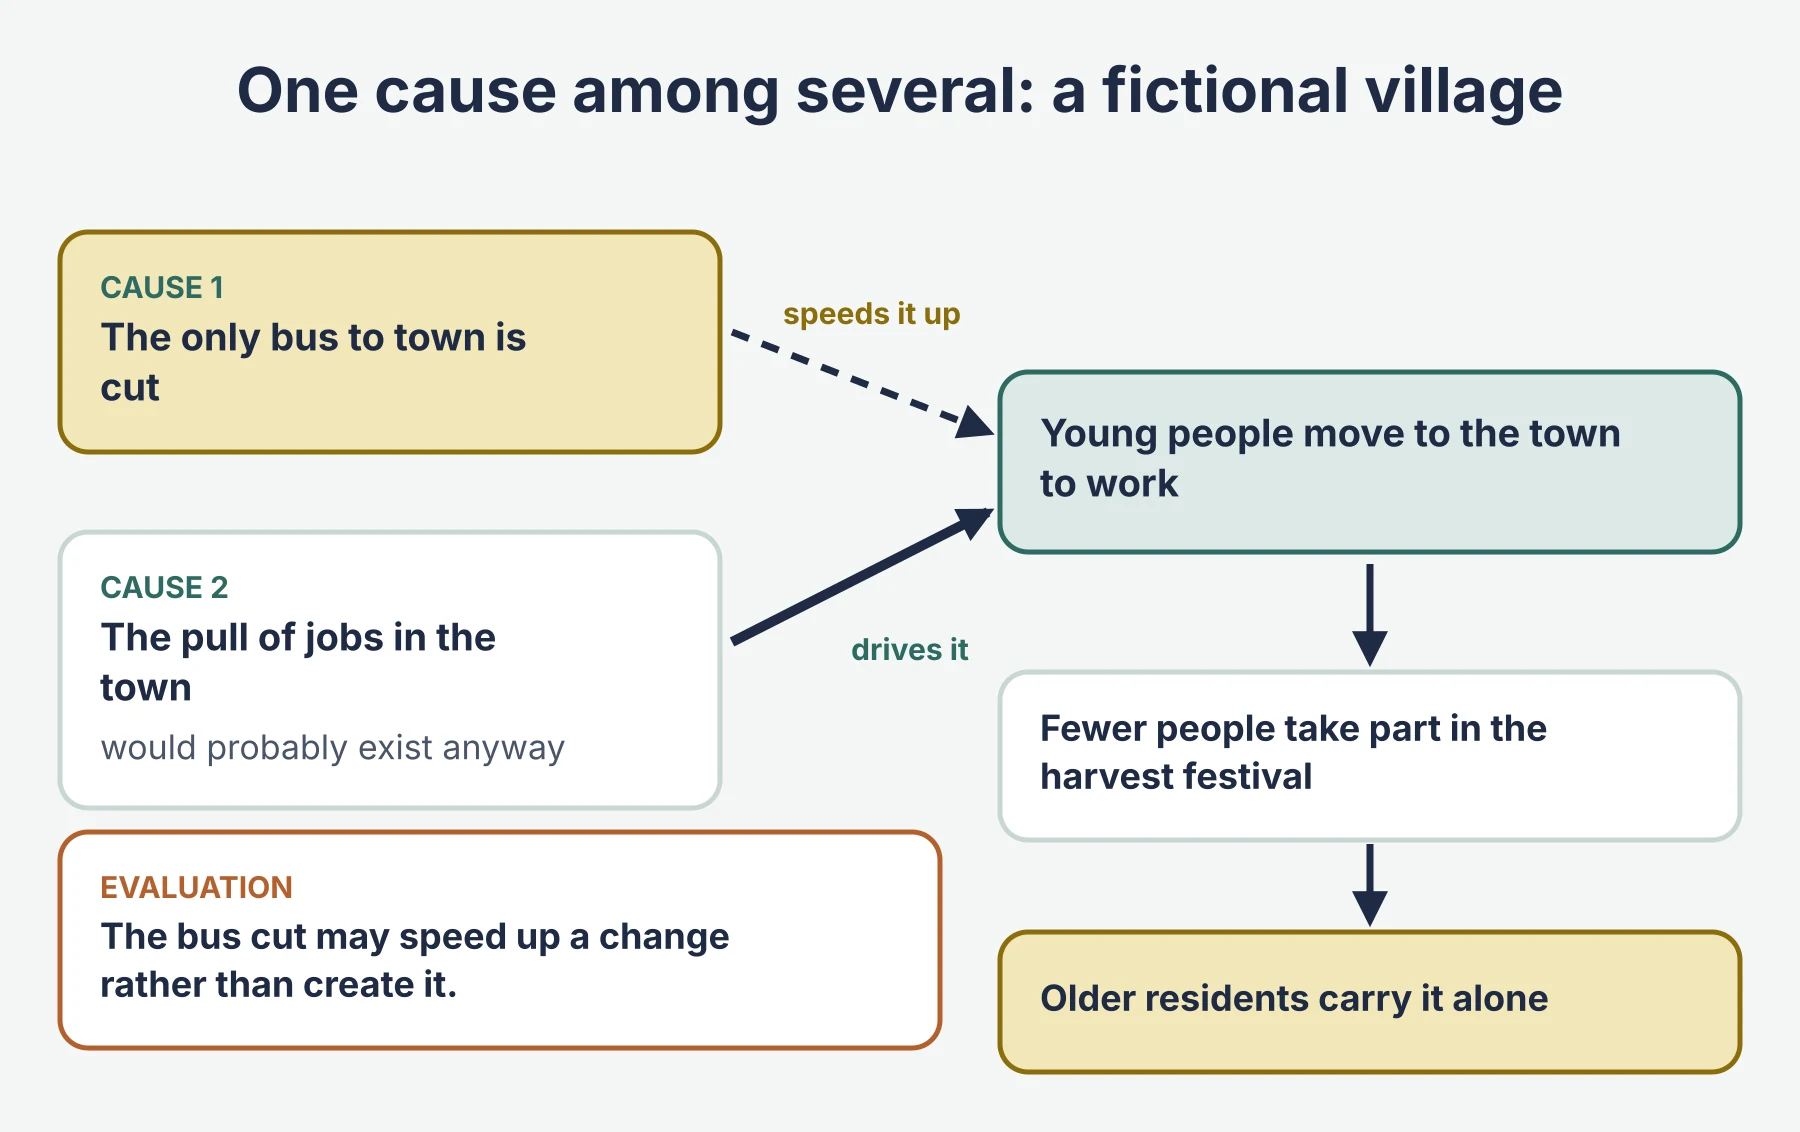 One cause among several: a fictional village
CAUSE 1
The only bus to town is
cut
speeds it up
Young people move to the town
to work
CAUSE 2
The pull of jobs in the
town
would probably exist anyway
drives it
Fewer people take part in the
harvest festival
EVALUATION
The bus cut may speed up a change
rather than create it.
Older residents carry it alone